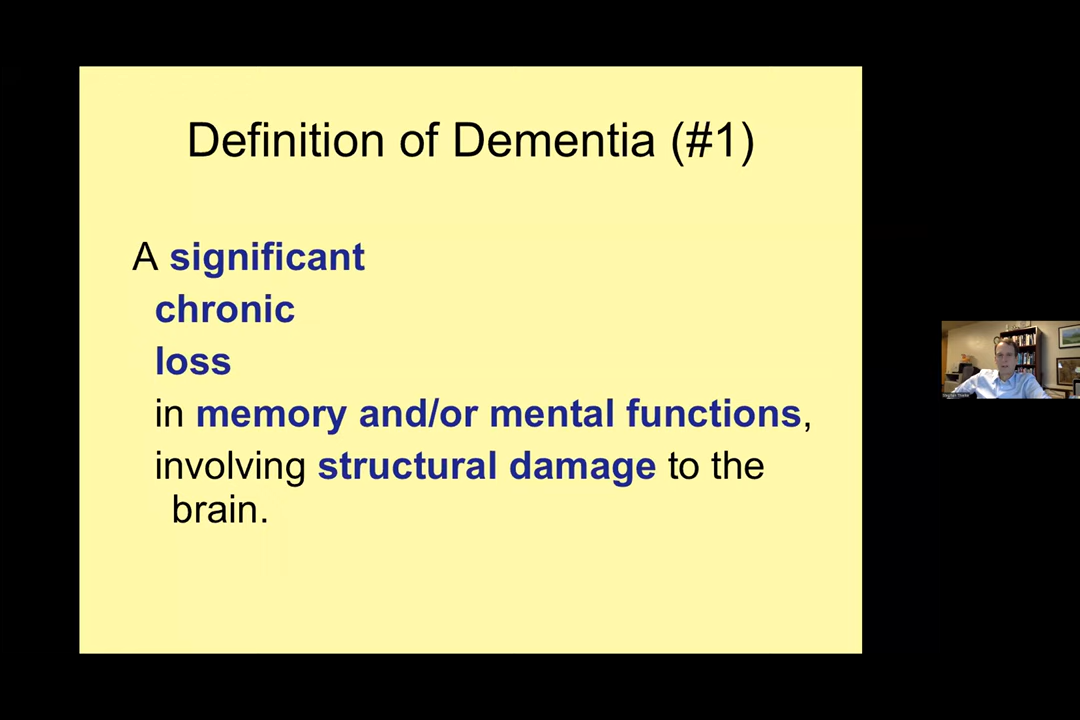 Definition of Dementia (#1)
A significant
chronic
loss
in memory and/or mental functions,
involving structural damage to the
brain.